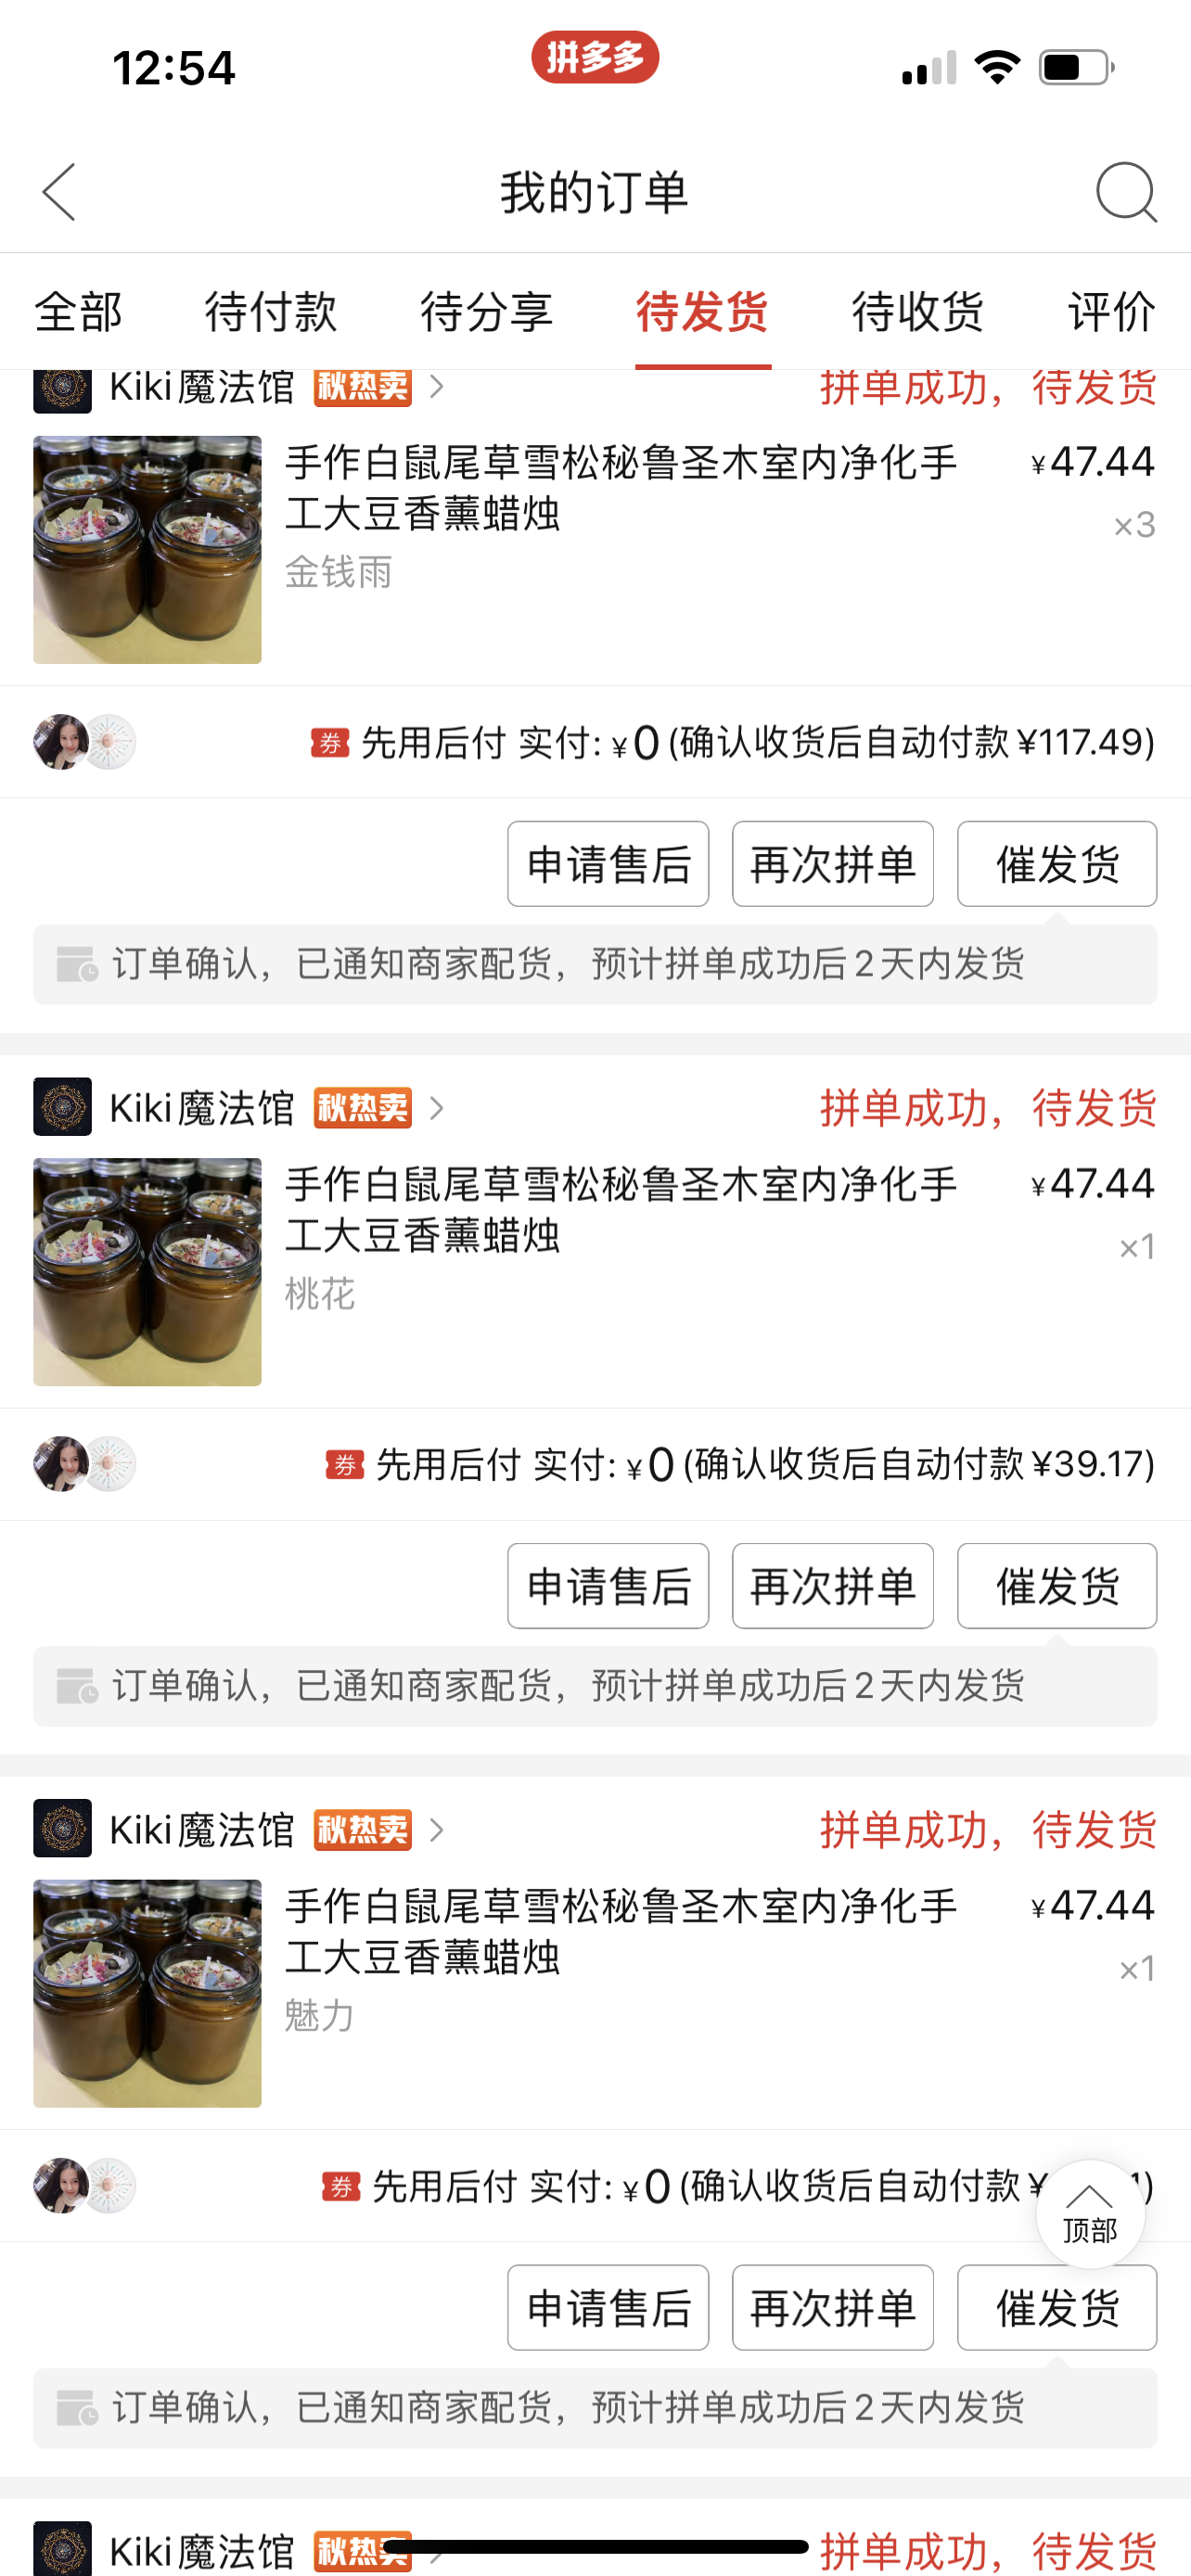 12:54
拼多多
我的订单
全部 待付款 待分享 待发货 待收货 评价
Kiki魔法馆 秋热卖 拼单成功，待发货
手作白鼠尾草雪松秘鲁圣木室内净化手 ¥47.44
工大豆香薰蜡烛 ×3
金钱雨
券 先用后付 实付: ¥0 (确认收货后自动付款 ¥117.49)
申请售后 再次拼单 催发货
订单确认，已通知商家配货，预计拼单成功后2天内发货
Kiki魔法馆 秋热卖 拼单成功，待发货
手作白鼠尾草雪松秘鲁圣木室内净化手 ¥47.44
工大豆香薰蜡烛 ×1
桃花
券 先用后付 实付: ¥0 (确认收货后自动付款 ¥39.17)
申请售后 再次拼单 催发货
订单确认，已通知商家配货，预计拼单成功后2天内发货
Kiki魔法馆 秋热卖 拼单成功，待发货
手作白鼠尾草雪松秘鲁圣木室内净化手 ¥47.44
工大豆香薰蜡烛 ×1
魅力
券 先用后付 实付: ¥0 (确认收货后自动付款
顶部
申请售后 再次拼单 催发货
订单确认，已通知商家配货，预计拼单成功后2天内发货
Kiki魔法馆 秋热卖 拼单成功，待发货